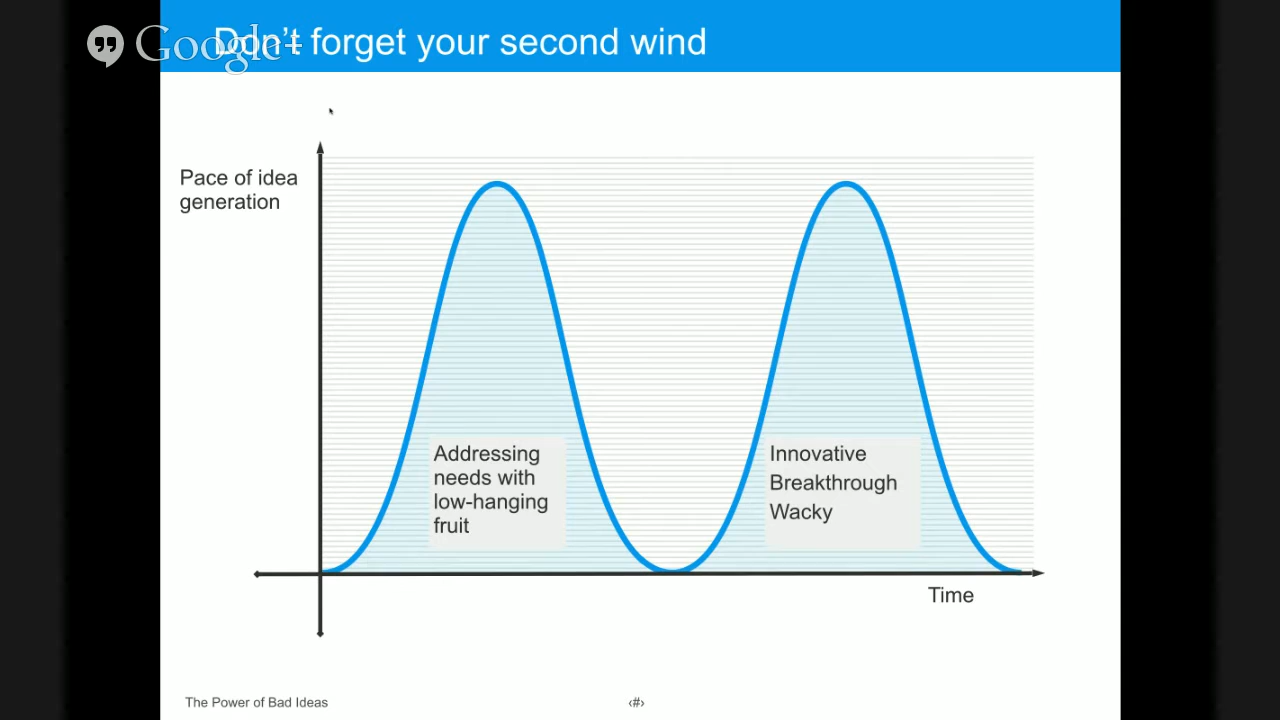 Google+
Don't forget your second wind
Pace of idea
generation
Addressing
needs with
low-hanging
fruit
Innovative
Breakthrough
Wacky
Time
The Power of Bad Ideas
‹#›